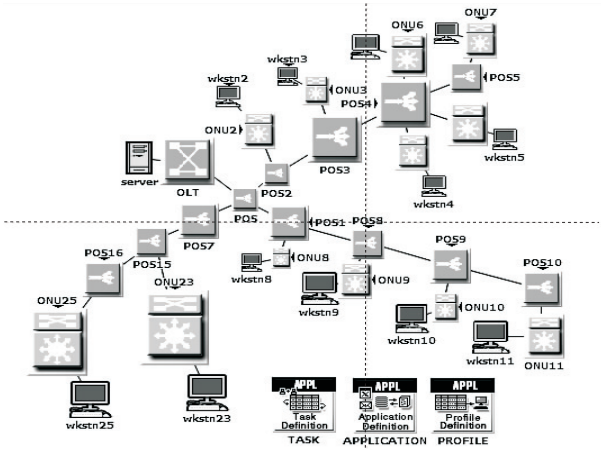 ONU6
ONU7
wkstn3
wkstn2
ONU3
POS4
POS5
ONU2
POS3
wkstn5
server
OLT
POS2
wkstn4
POS
POS7
POS1
POS8
POS16
POS15
POS9
POS10
ONU25
ONU23
wkstn8
ONU8
ONU9
wkstn9
ONU10
wkstn10
wkstn11
ONU11
wkstn25
wkstn23
APPL
Task
Definition
TASK
APPL
Application
Definition
APPLICATION
APPL
Profile
Definition
PROFILE